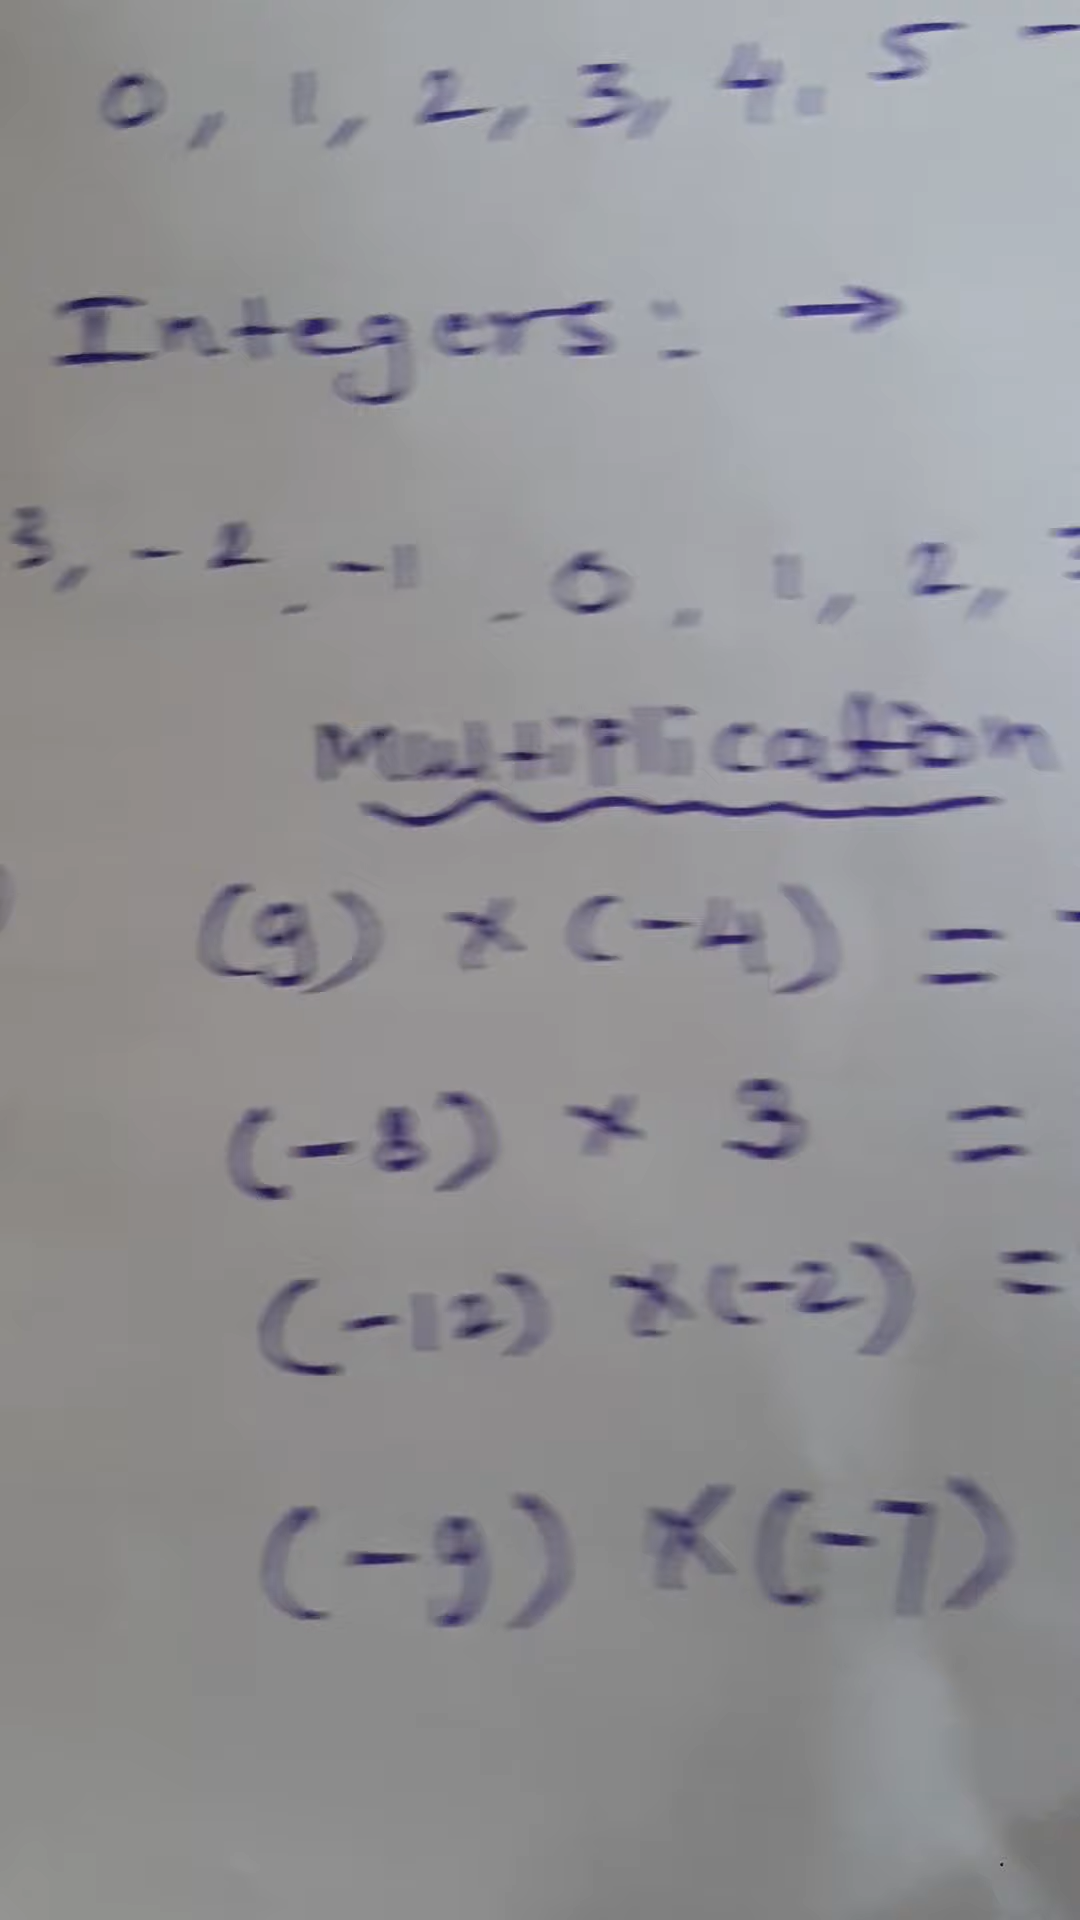 0, 1, 2, 3, 4, 5 -
Integers: →
3, -2, -1, 0, 1, 2, 3
Multiplication
(9) × (-4) = -
(-8) × 3 =
(-12) × (-2) =
(-9) × (-7)